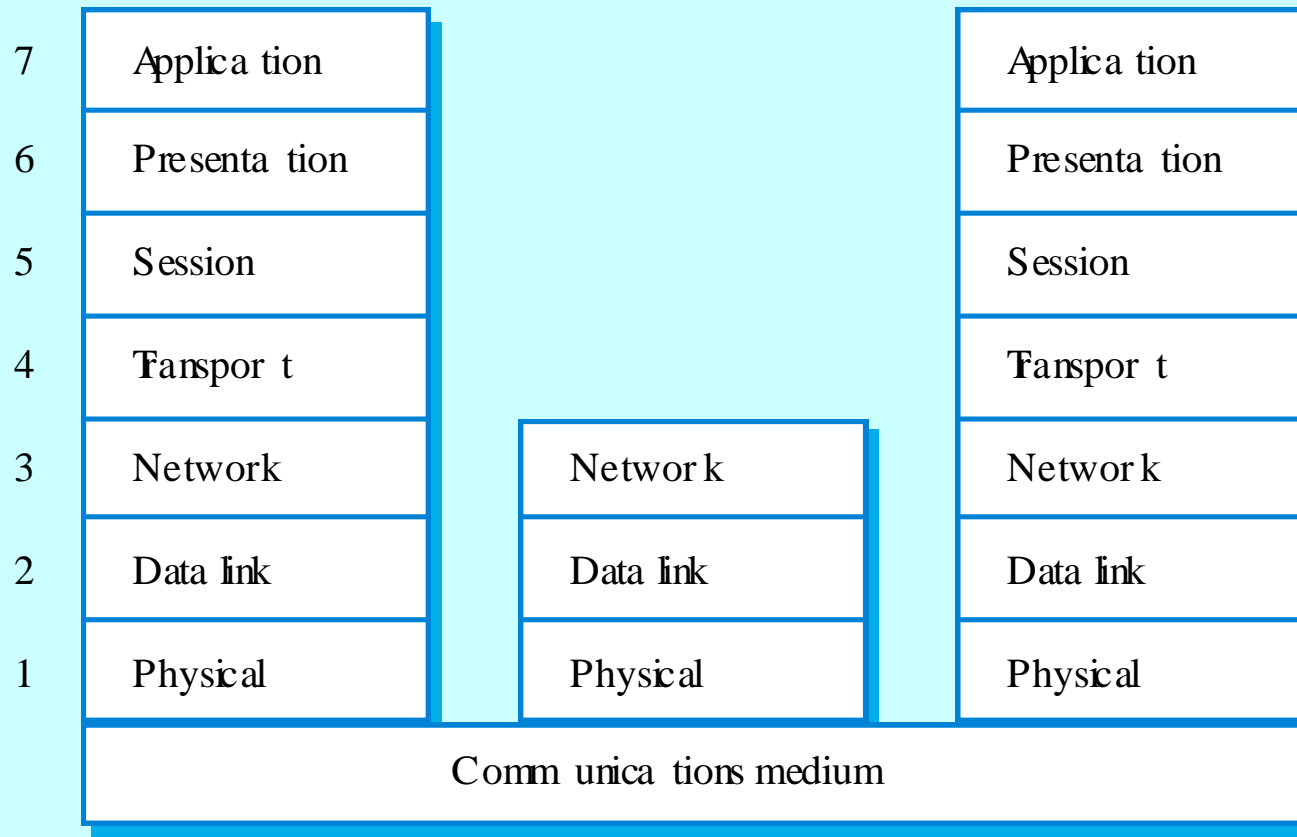 7 Application Application
6 Presentation Presentation
5 Session Session
4 Transport Transport
3 Network Network Network
2 Data link Data link Data link
1 Physical Physical Physical
Communications medium